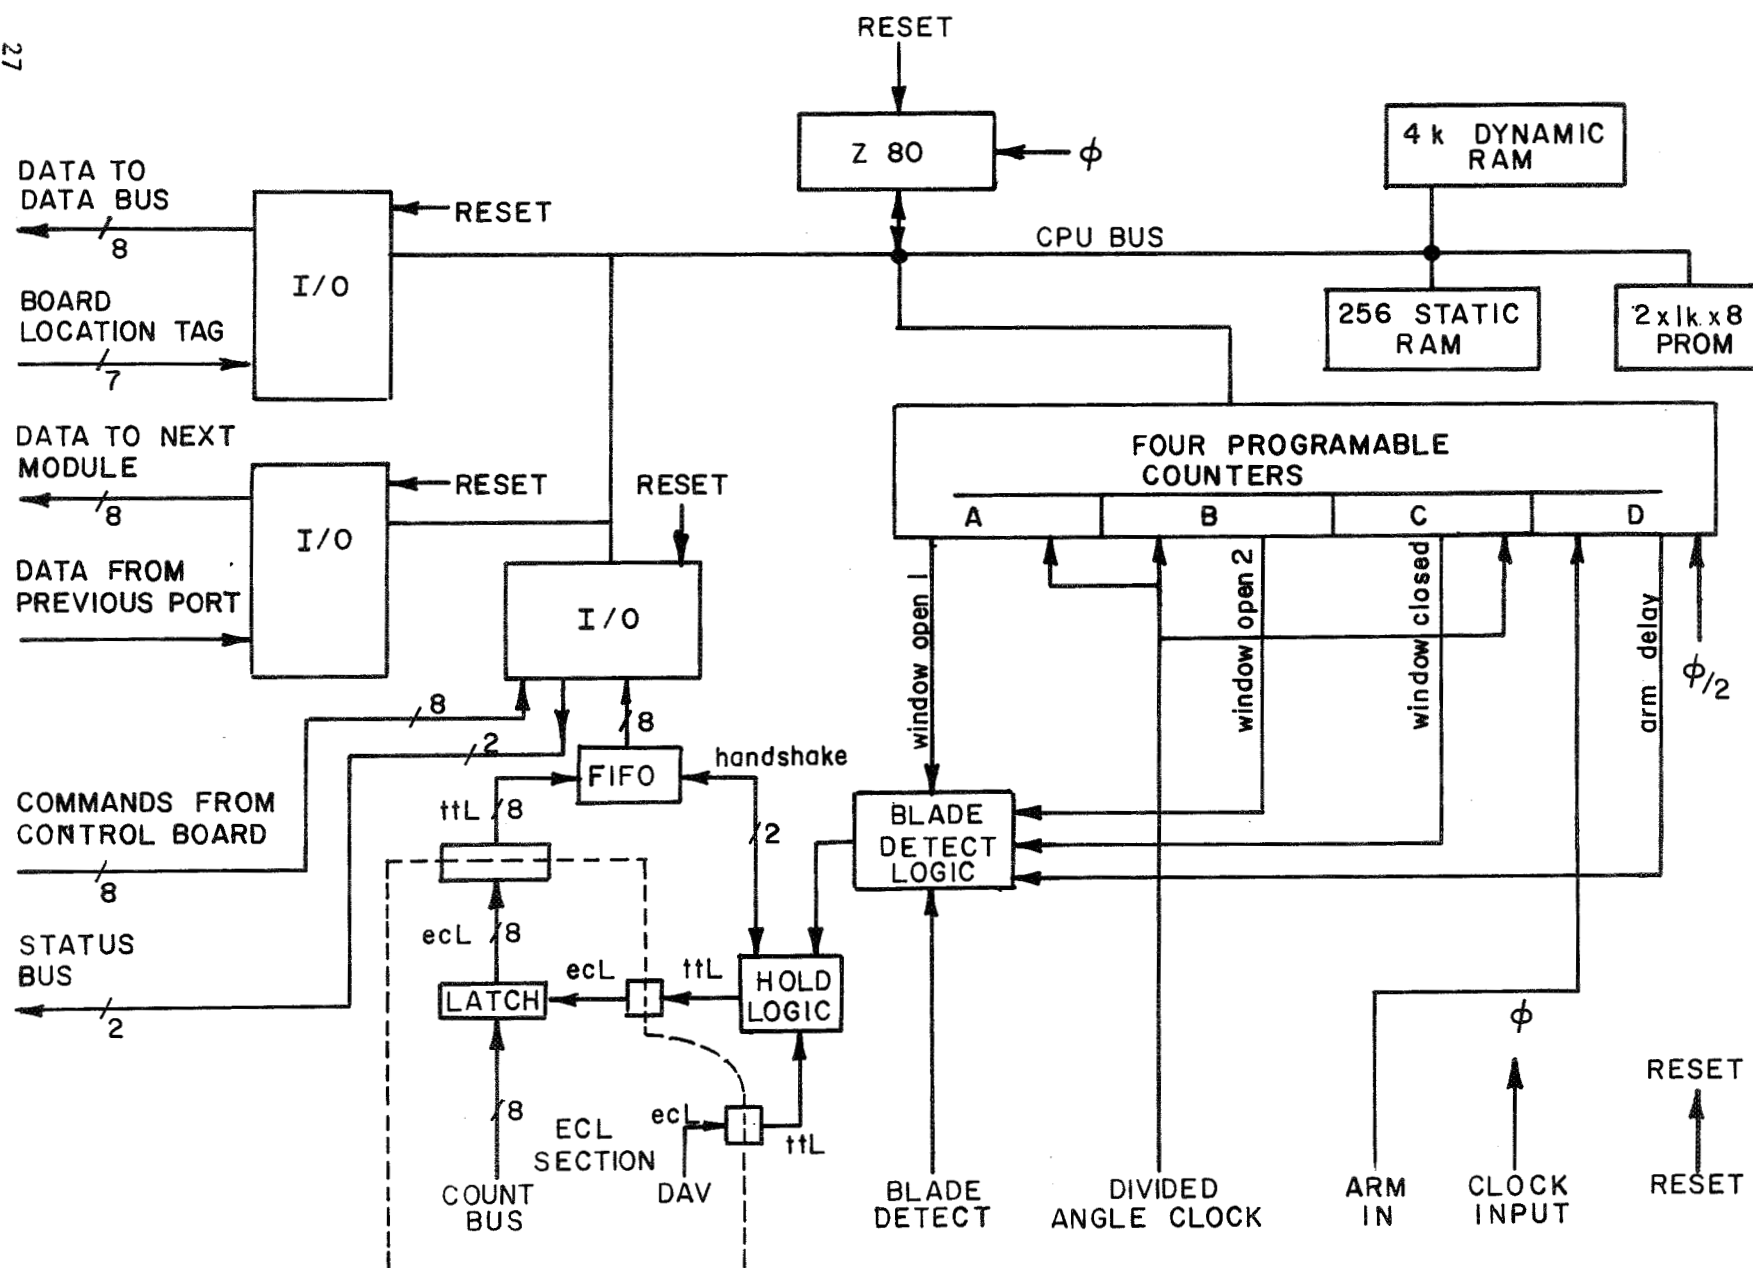 27
RESET
Z 80
ϕ
4 k DYNAMIC
RAM
DATA TO
DATA BUS
8
RESET
I/O
CPU BUS
BOARD
LOCATION TAG
7
256 STATIC
RAM
2 x 1k x 8
PROM
DATA TO NEXT
MODULE
8
RESET
RESET
I/O
FOUR PROGRAMABLE
COUNTERS
A
B
C
D
DATA FROM
PREVIOUS PORT
I/O
window open 1
window open 2
window closed
arm delay
ϕ/2
8
8
2
handshake
FIFO
ttL
8
2
COMMANDS FROM
CONTROL BOARD
8
BLADE
DETECT
LOGIC
ecL
8
STATUS
BUS
2
ecL
ttL
LATCH
HOLD
LOGIC
ϕ
8
ecL
ttL
ECL
SECTION
RESET
COUNT
BUS
DAV
BLADE
DETECT
DIVIDED
ANGLE CLOCK
ARM
IN
CLOCK
INPUT
RESET